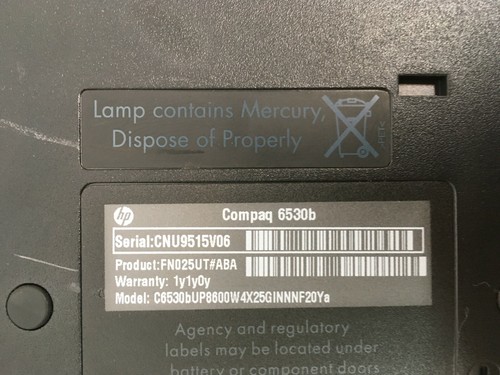 Lamp contains Mercury,
Dispose of Properly
hp
Compaq 6530b
Serial:CNU9515V06
Product:FN025UT#ABA
Warranty: 1y1y0y
Model: C6530bUP8600W4X25GINNNF20Ya
Agency and regulatory
labels may be located under
battery or component doors